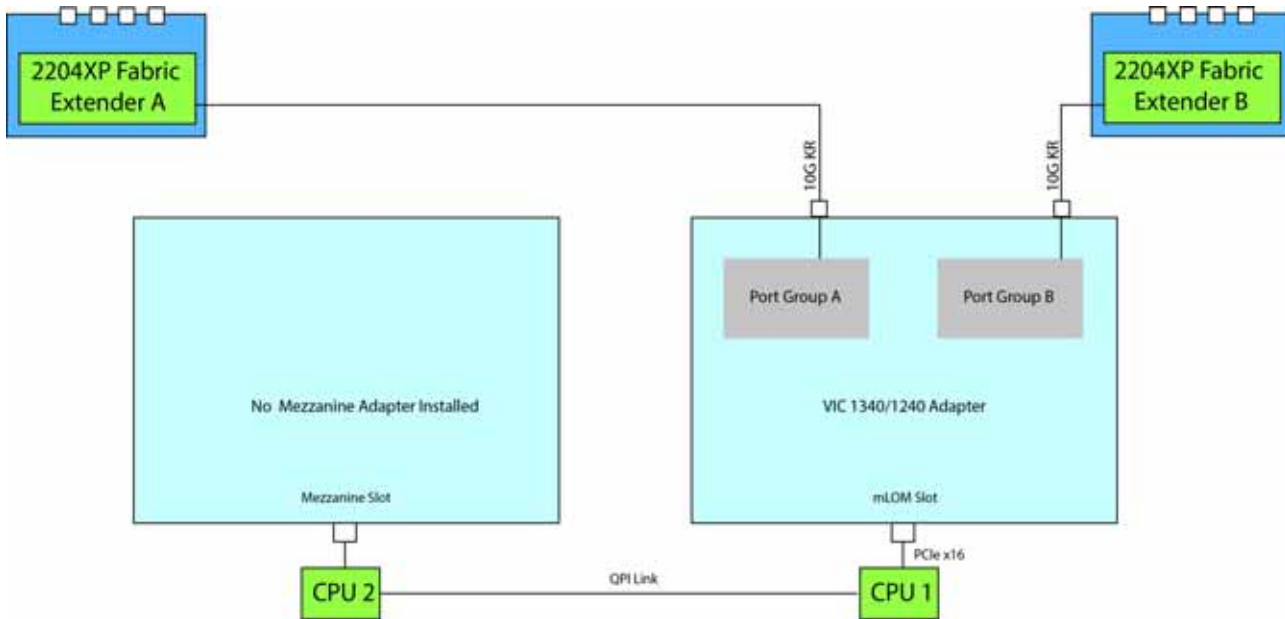 2204XP Fabric
Extender A
2204XP Fabric
Extender B
10G KR
10G KR
Port Group A
Port Group B
No Mezzanine Adapter Installed
VIC 1340/1240 Adapter
Mezzanine Slot
mLOM Slot
PCIe x16
QPI Link
CPU 2
CPU 1